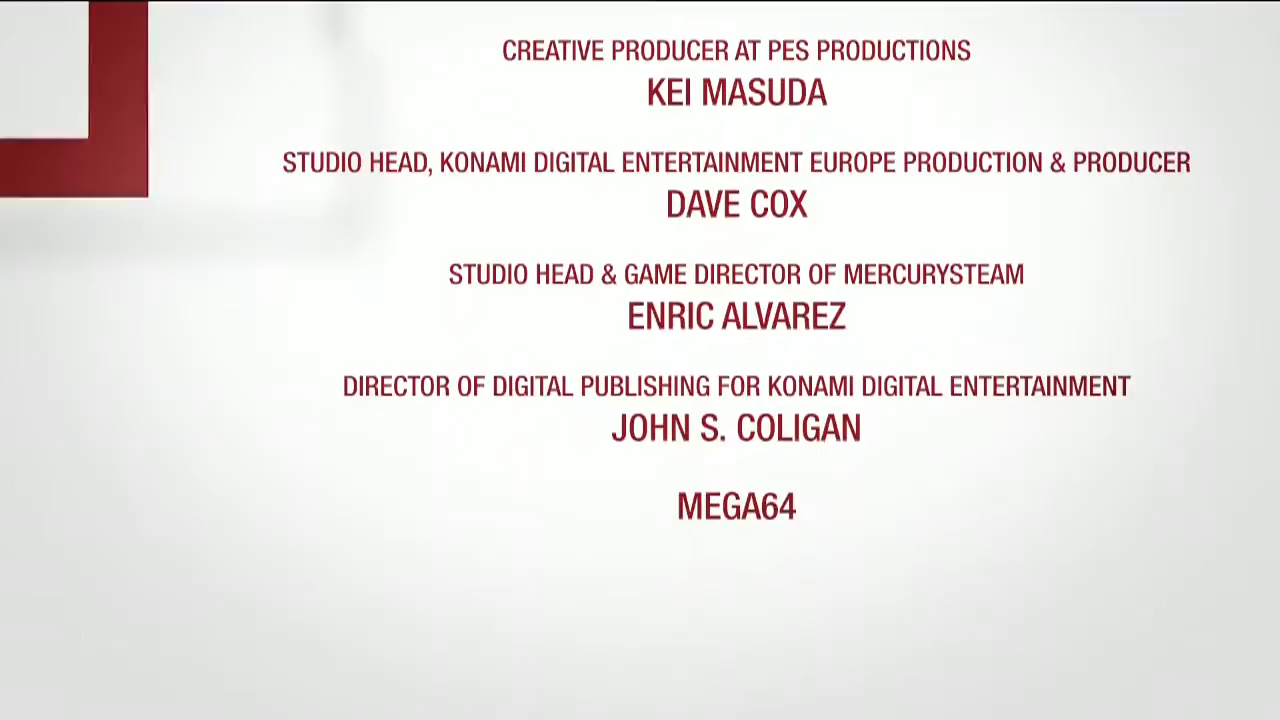 CREATIVE PRODUCER AT PES PRODUCTIONS
KEI MASUDA
STUDIO HEAD, KONAMI DIGITAL ENTERTAINMENT EUROPE PRODUCTION & PRODUCER
DAVE COX
STUDIO HEAD & GAME DIRECTOR OF MERCURYSTEAM
ENRIC ALVAREZ
DIRECTOR OF DIGITAL PUBLISHING FOR KONAMI DIGITAL ENTERTAINMENT
JOHN S. COLIGAN
MEGA64